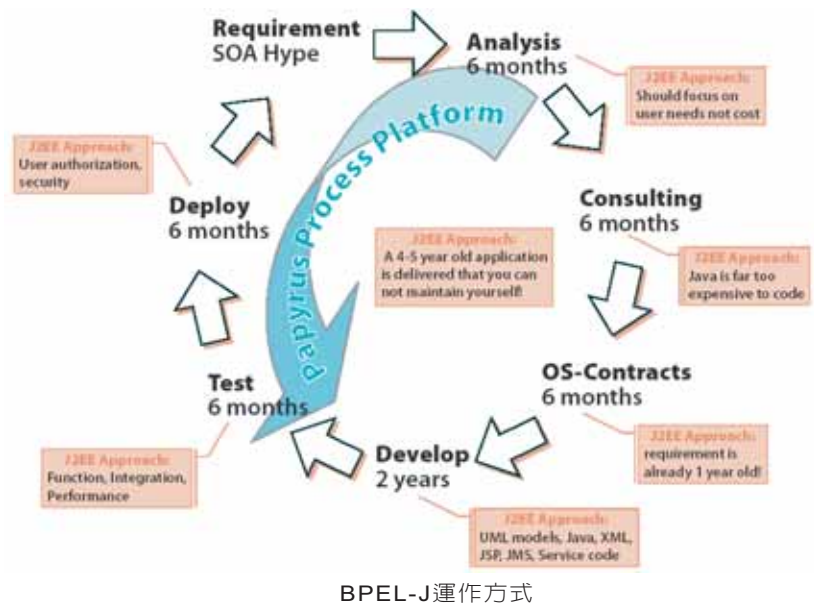 Requirement
SOA Hype
Analysis
6 months
J2EE Approach:
Should focus on
user needs not cost
Consulting
6 months
J2EE Approach:
Java is far too
expensive to code
OS-Contracts
6 months
J2EE Approach:
requirement is
already 1 year old!
Develop
2 years
J2EE Approach:
UML models, Java, XML,
JSP, JMS, Service code
Test
6 months
J2EE Approach:
Function, Integration,
Performance
Deploy
6 months
J2EE Approach:
User authorization,
security
Papyrus Process Platform
J2EE Approach:
A 4-5 year old application
is delivered that you can
not maintain yourself!
BPEL-J運作方式